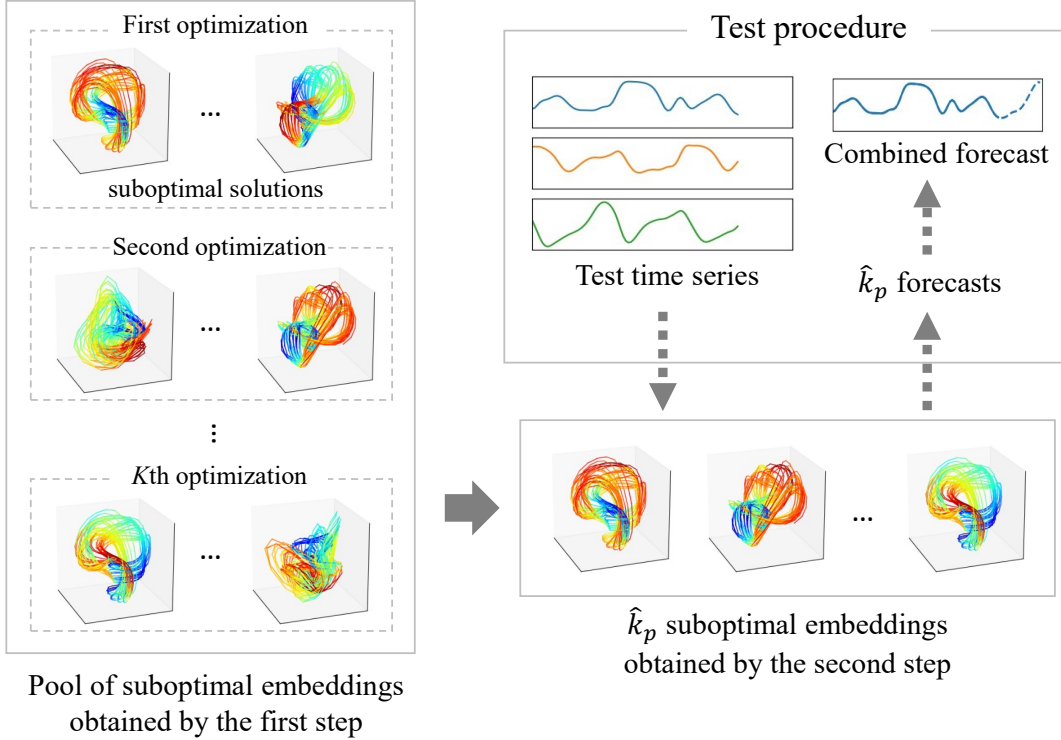 First optimization
...
suboptimal solutions
Second optimization
...
⋮
Kth optimization
...
Pool of suboptimal embeddings
obtained by the first step
Test procedure
Test time series
Combined forecast
k̂ₚ forecasts
...
k̂ₚ suboptimal embeddings
obtained by the second step